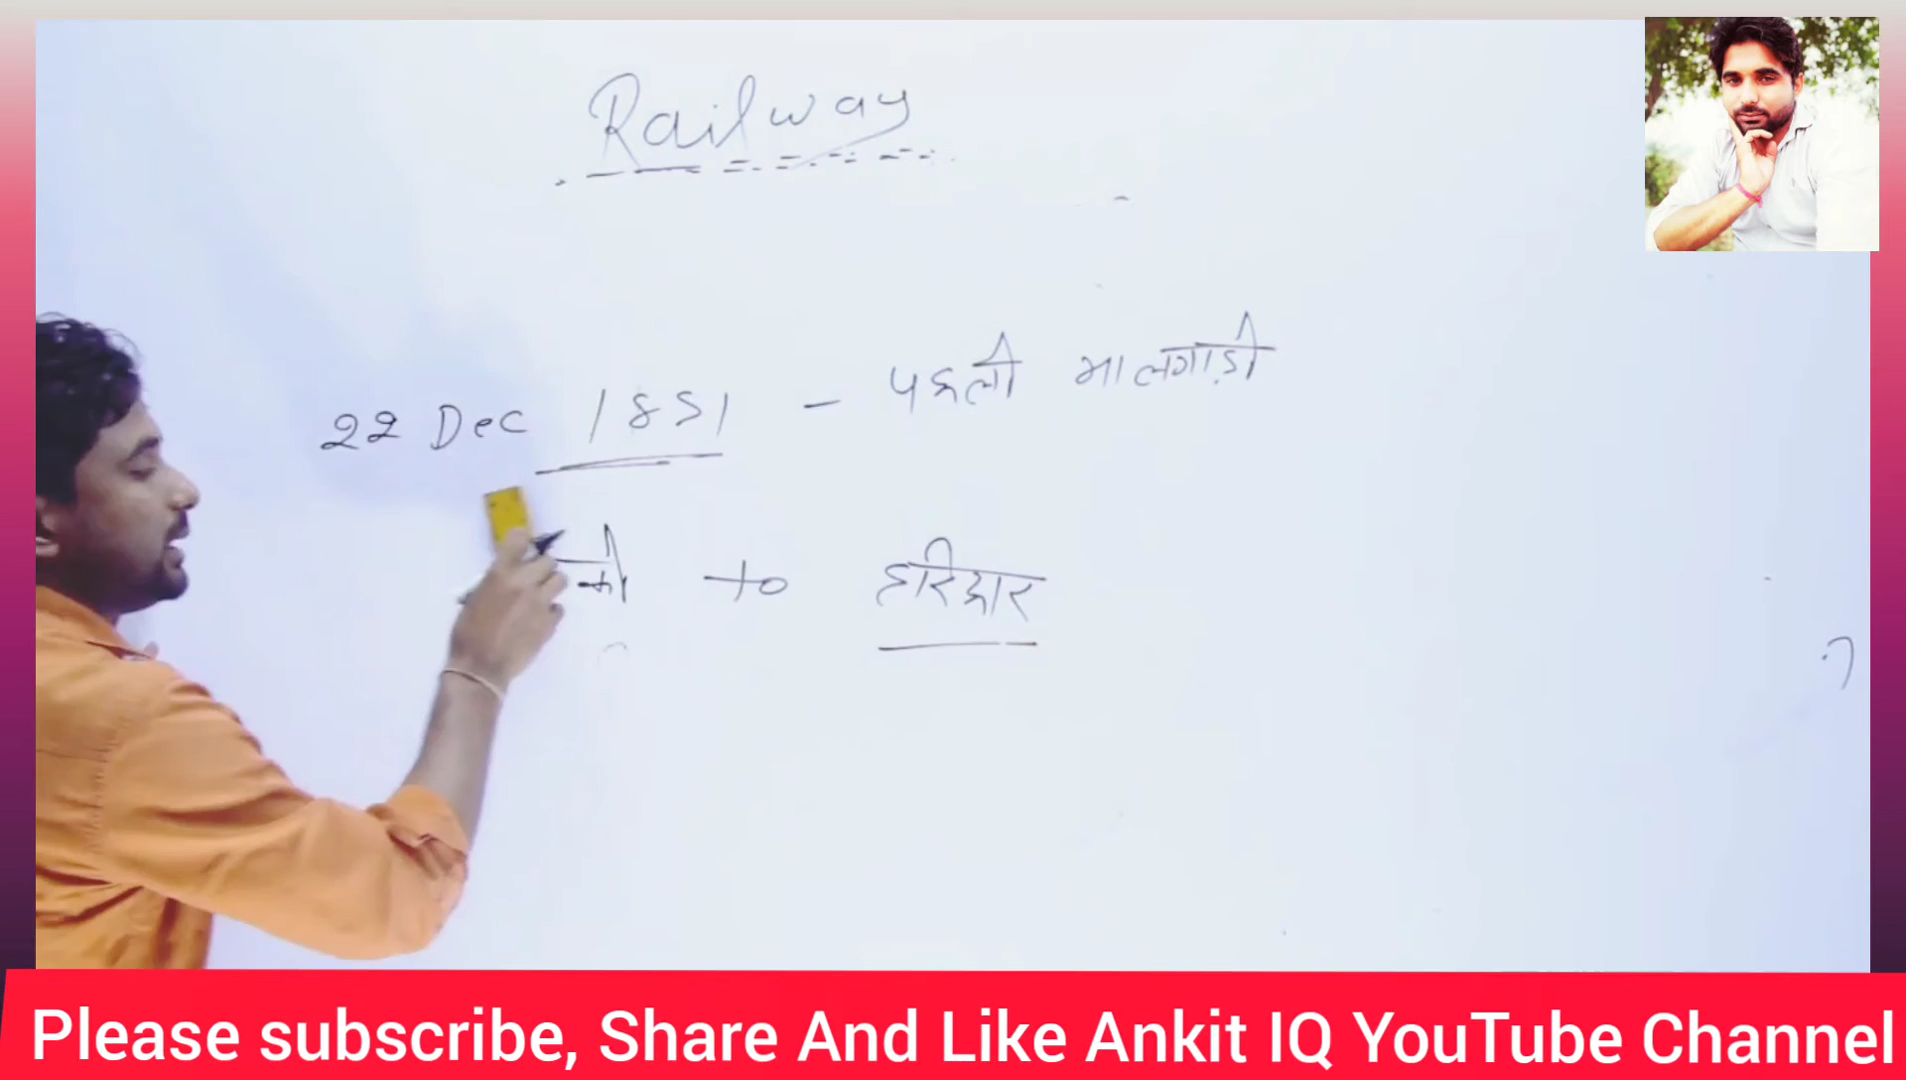 Railway
22 Dec 1851 - पहली मालगाड़ी
to हरिद्वार
Please subscribe, Share And Like Ankit IQ YouTube Channel